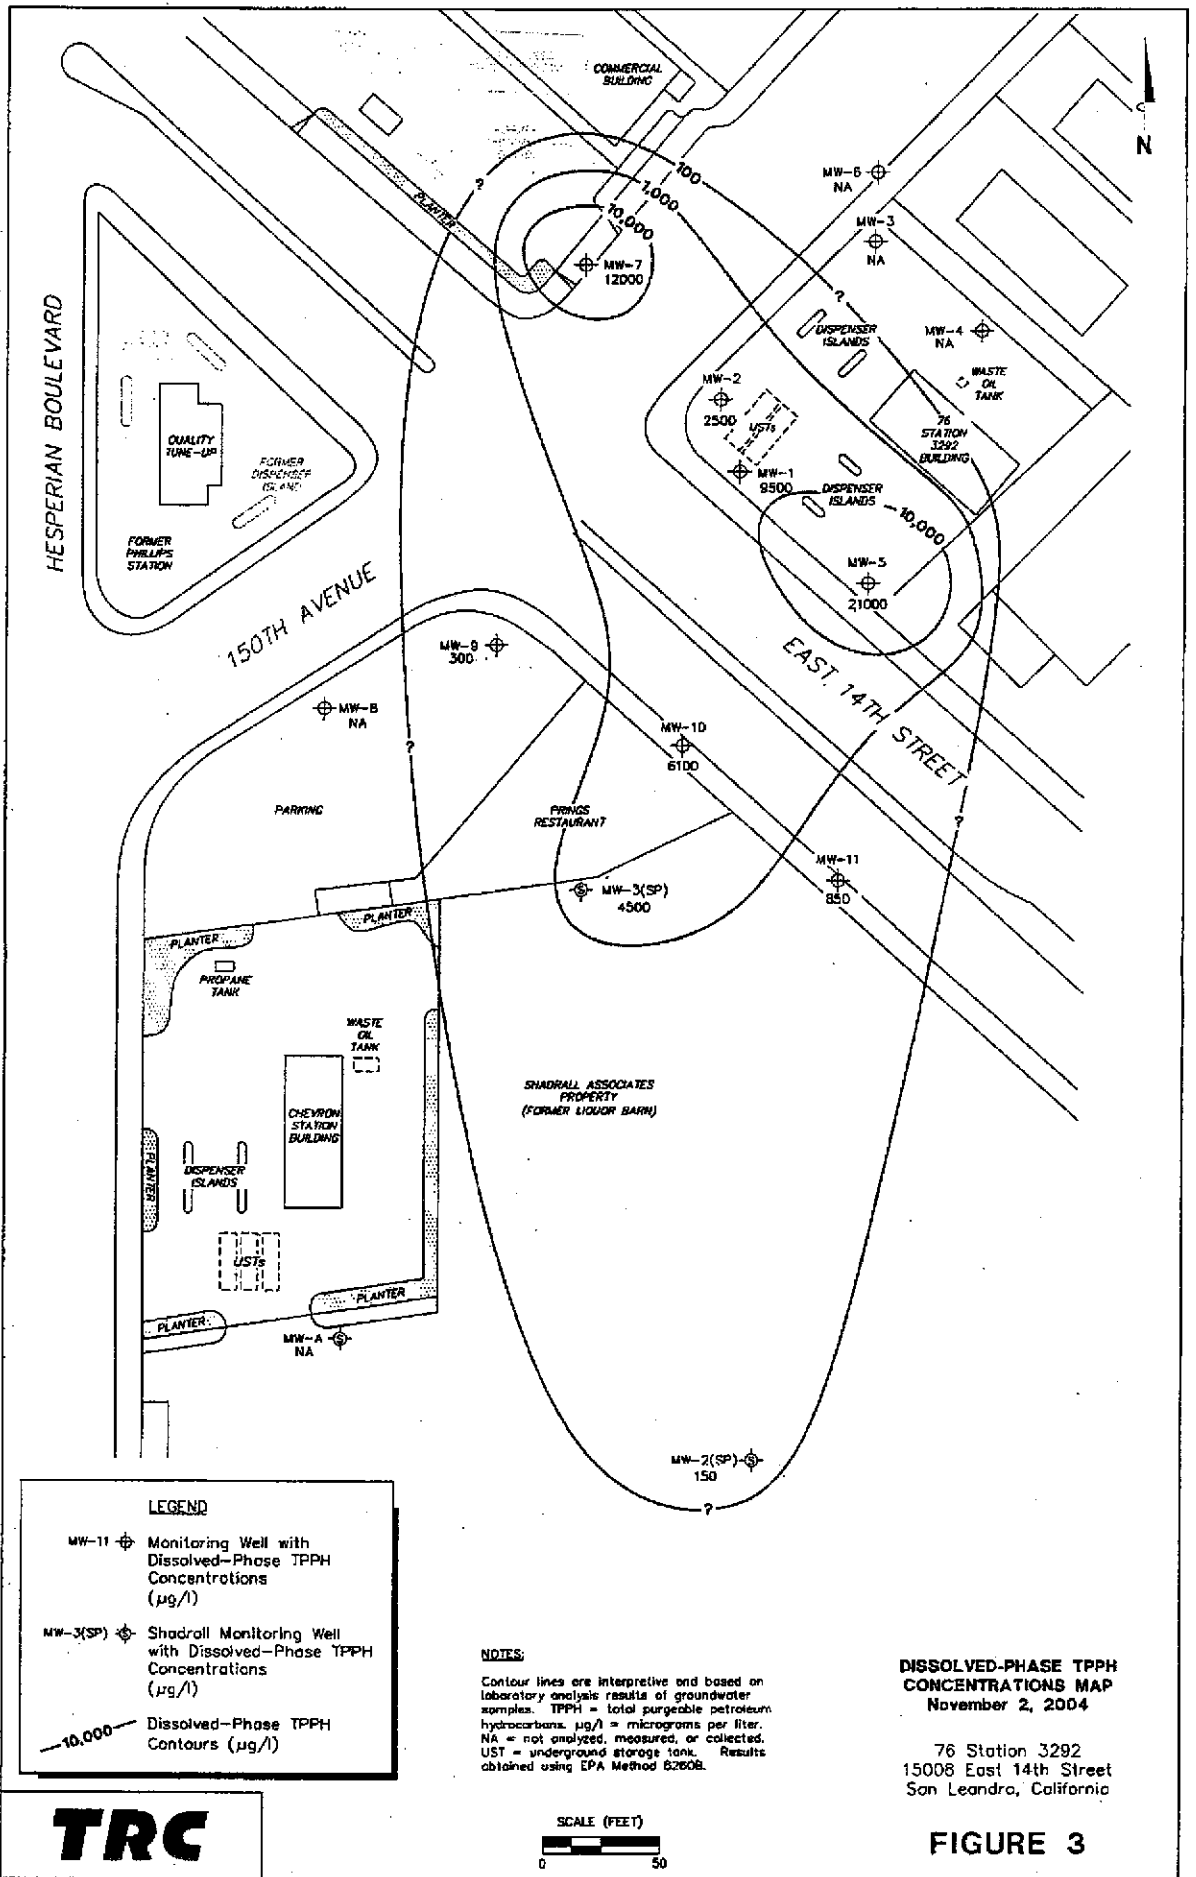 COMMERCIAL
BUILDING
N
100
1,000
10,000
?
PLANTER
MW-6
NA
MW-3
NA
MW-7
12000
?
HESPERIAN BOULEVARD
DISPENSER
ISLANDS
MW-4
NA
WASTE
OIL
TANK
MW-2
2500
USTs
76
STATION
3292
BUILDING
QUALITY
TUNE-UP
FORMER
DISPENSER
ISLAND
MW-1
9500
DISPENSER
ISLANDS
10,000
FORMER
PHILLIPS
STATION
MW-5
21000
150TH AVENUE
MW-9
300
EAST 14TH STREET
MW-8
NA
?
MW-10
6100
PARKING
PRINGS
RESTAURANT
?
MW-11
850
MW-3(SP)
4500
PLANTER
PLANTER
PROPANE
TANK
WASTE
OIL
TANK
SHADRALL ASSOCIATES
PROPERTY
(FORMER LIQUOR BARN)
CHEVRON
STATION
BUILDING
PLANTER
DISPENSER
ISLANDS
USTs
PLANTER
PLANTER
MW-A
NA
MW-2(SP)
150
?
LEGEND
MW-11 Monitoring Well with
Dissolved-Phase TPPH
Concentrations
(µg/l)
MW-3(SP) Shadrall Monitoring Well
with Dissolved-Phase TPPH
Concentrations
(µg/l)
10,000 Dissolved-Phase TPPH
Contours (µg/l)
NOTES:
Contour lines are interpretive and based on
laboratory analysis results of groundwater
samples. TPPH = total purgeable petroleum
hydrocarbons. µg/l = micrograms per liter.
NA = not analyzed, measured, or collected.
UST = underground storage tank. Results
obtained using EPA Method 8260B.
DISSOLVED-PHASE TPPH
CONCENTRATIONS MAP
November 2, 2004
76 Station 3292
15008 East 14th Street
San Leandro, California
TRC
SCALE (FEET)
0 50
FIGURE 3